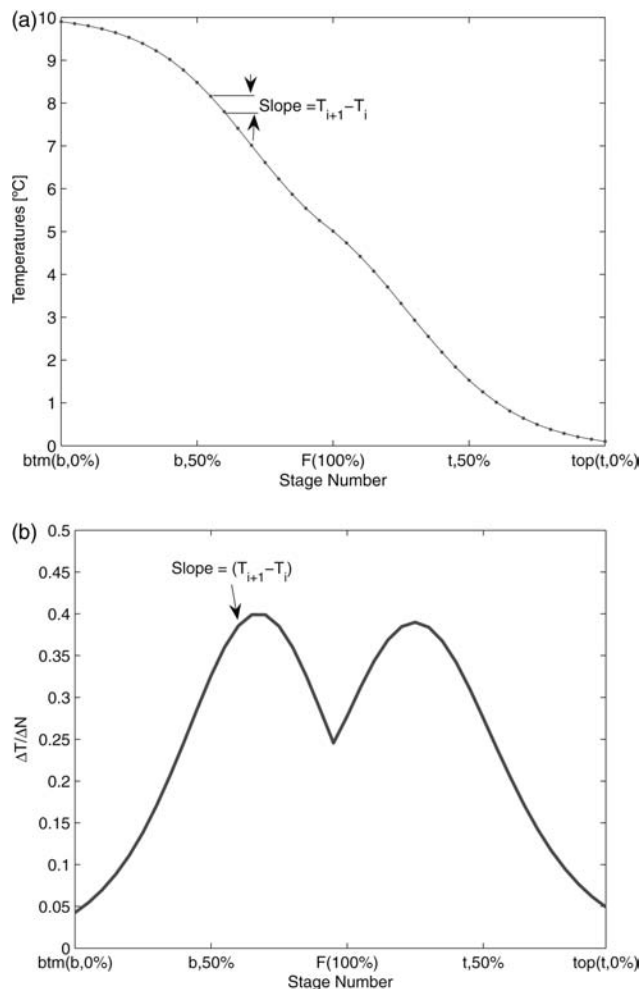 (a)
10
9
8
7
6
5
4
3
2
1
0
Temperatures [ºC]
Slope =Tᵢ₊₁−Tᵢ
btm(b,0%) b,50% F(100%) t,50% top(t,0%)
Stage Number
(b)
0.5
0.45
0.4
0.35
0.3
0.25
0.2
0.15
0.1
0.05
0
ΔT/ΔN
Slope = (Tᵢ₊₁−Tᵢ)
btm(b,0%) b,50% F(100%) t,50% top(t,0%)
Stage Number